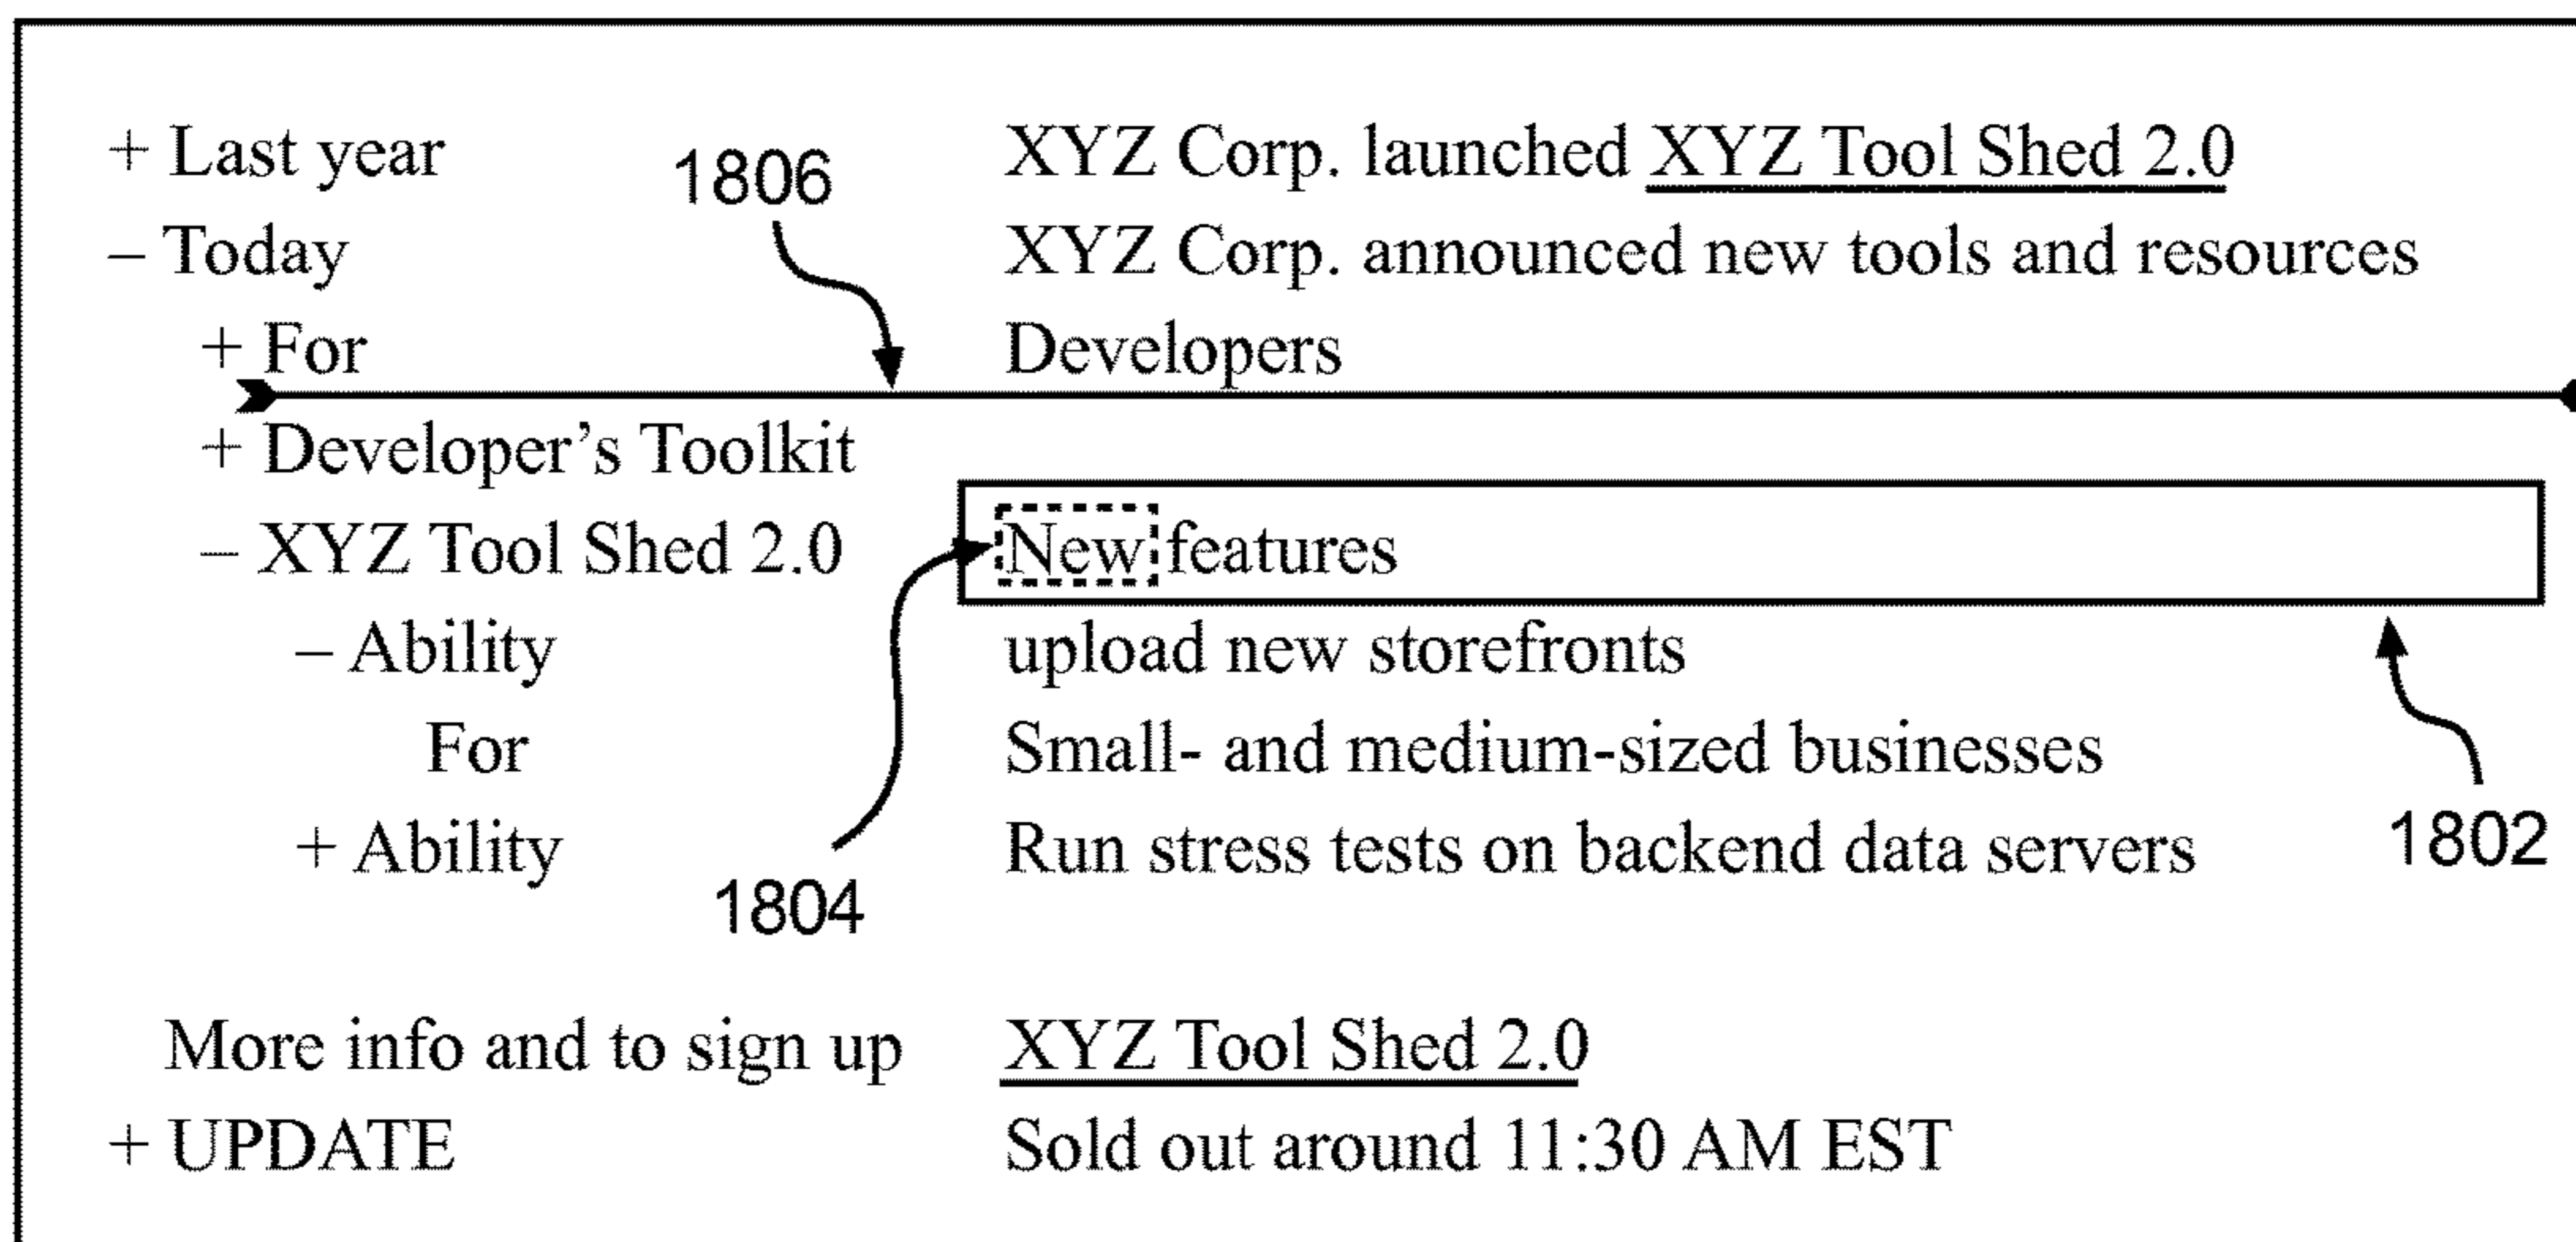 + Last year XYZ Corp. launched XYZ Tool Shed 2.0
1806
– Today XYZ Corp. announced new tools and resources
+ For Developers
+ Developer's Toolkit
– XYZ Tool Shed 2.0 New features
– Ability upload new storefronts
For Small- and medium-sized businesses
+ Ability Run stress tests on backend data servers
1802
1804
More info and to sign up XYZ Tool Shed 2.0
+ UPDATE Sold out around 11:30 AM EST